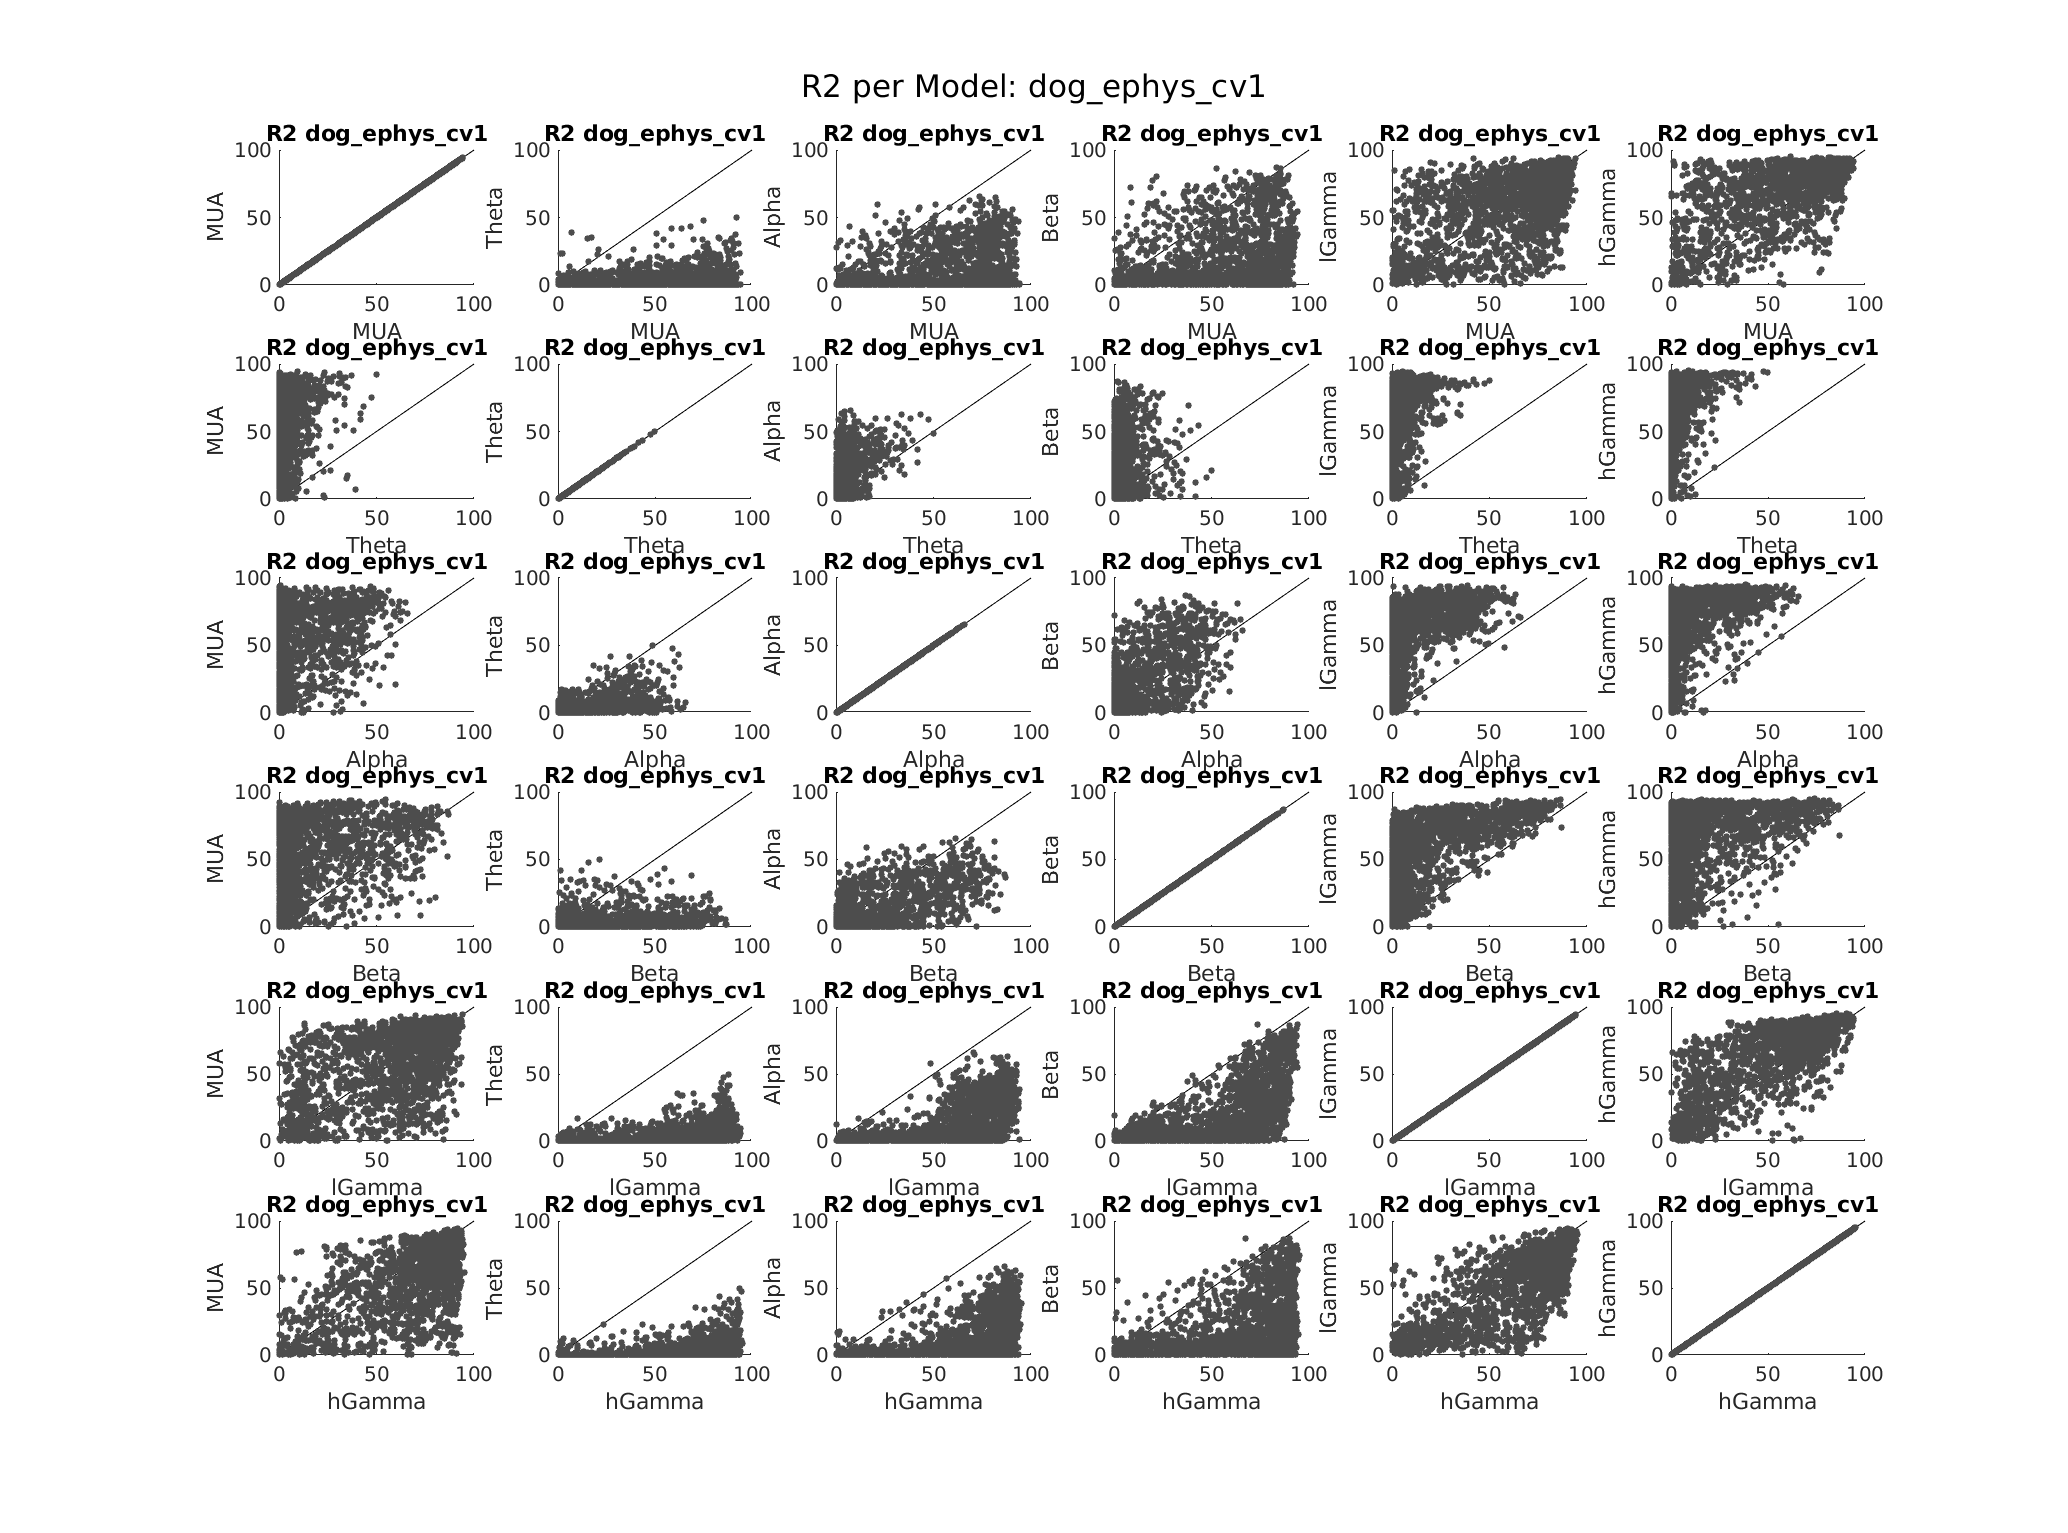 R2 per Model: dog_ephys_cv1
R2 dog_ephys_cv1 R2 dog_ephys_cv1 R2 dog_ephys_cv1 R2 dog_ephys_cv1 R2 dog_ephys_cv1 R2 dog_ephys_cv1
100 100 100 100 100 100
MUA Theta Alpha Beta lGamma hGamma
50 50 50 50 50 50
0 0 0 0 0 0
0 50 100 0 50 100 0 50 100 0 50 100 0 50 100 0 50 100
MUA MUA MUA MUA MUA MUA
R2 dog_ephys_cv1 R2 dog_ephys_cv1 R2 dog_ephys_cv1 R2 dog_ephys_cv1 R2 dog_ephys_cv1 R2 dog_ephys_cv1
100 100 100 100 100 100
MUA Theta Alpha Beta lGamma hGamma
50 50 50 50 50 50
0 0 0 0 0 0
0 50 100 0 50 100 0 50 100 0 50 100 0 50 100 0 50 100
Theta Theta Theta Theta Theta Theta
R2 dog_ephys_cv1 R2 dog_ephys_cv1 R2 dog_ephys_cv1 R2 dog_ephys_cv1 R2 dog_ephys_cv1 R2 dog_ephys_cv1
100 100 100 100 100 100
MUA Theta Alpha Beta lGamma hGamma
50 50 50 50 50 50
0 0 0 0 0 0
0 50 100 0 50 100 0 50 100 0 50 100 0 50 100 0 50 100
Alpha Alpha Alpha Alpha Alpha Alpha
R2 dog_ephys_cv1 R2 dog_ephys_cv1 R2 dog_ephys_cv1 R2 dog_ephys_cv1 R2 dog_ephys_cv1 R2 dog_ephys_cv1
100 100 100 100 100 100
MUA Theta Alpha Beta lGamma hGamma
50 50 50 50 50 50
0 0 0 0 0 0
0 50 100 0 50 100 0 50 100 0 50 100 0 50 100 0 50 100
Beta Beta Beta Beta Beta Beta
R2 dog_ephys_cv1 R2 dog_ephys_cv1 R2 dog_ephys_cv1 R2 dog_ephys_cv1 R2 dog_ephys_cv1 R2 dog_ephys_cv1
100 100 100 100 100 100
MUA Theta Alpha Beta lGamma hGamma
50 50 50 50 50 50
0 0 0 0 0 0
0 50 100 0 50 100 0 50 100 0 50 100 0 50 100 0 50 100
lGamma lGamma lGamma lGamma lGamma lGamma
R2 dog_ephys_cv1 R2 dog_ephys_cv1 R2 dog_ephys_cv1 R2 dog_ephys_cv1 R2 dog_ephys_cv1 R2 dog_ephys_cv1
100 100 100 100 100 100
MUA Theta Alpha Beta lGamma hGamma
50 50 50 50 50 50
0 0 0 0 0 0
0 50 100 0 50 100 0 50 100 0 50 100 0 50 100 0 50 100
hGamma hGamma hGamma hGamma hGamma hGamma